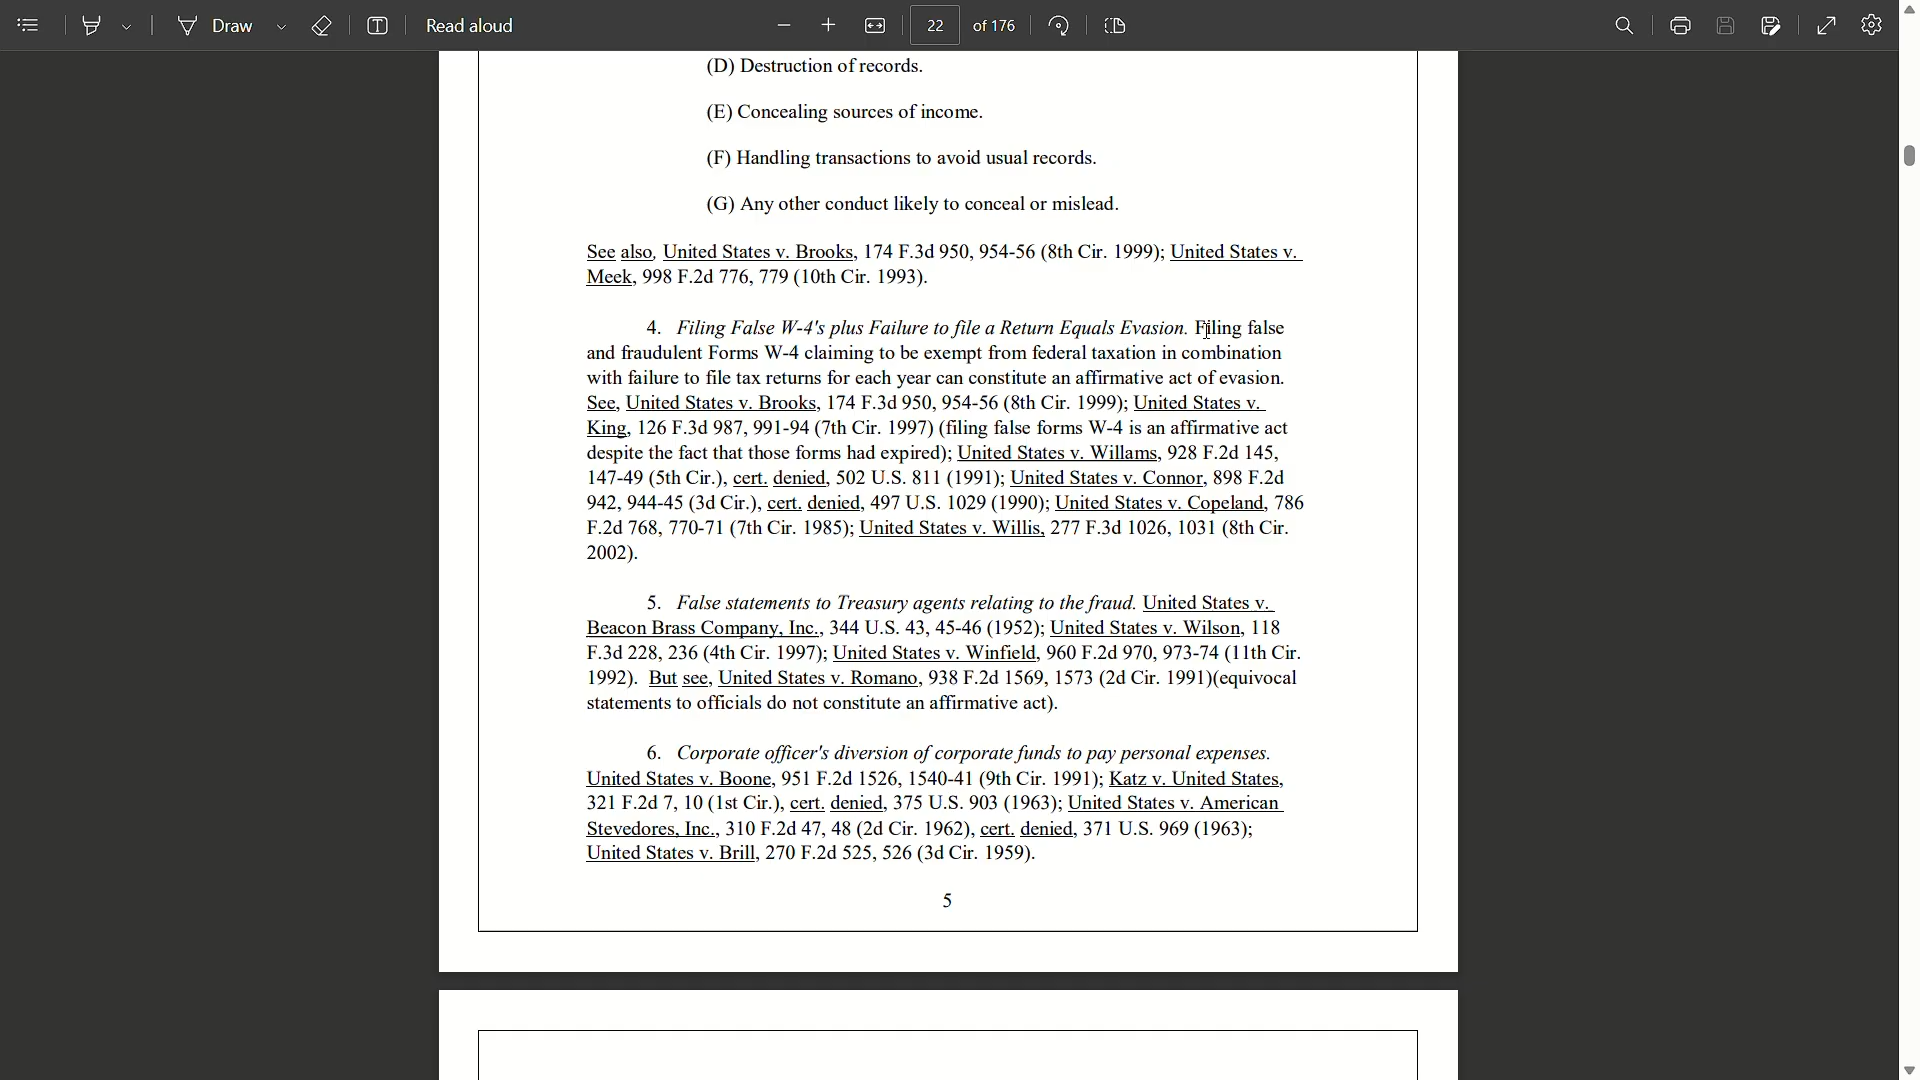 Draw
Read aloud
22 of 176
(D) Destruction of records.
(E) Concealing sources of income.
(F) Handling transactions to avoid usual records.
(G) Any other conduct likely to conceal or mislead.
See also, United States v. Brooks, 174 F.3d 950, 954-56 (8th Cir. 1999); United States v.
Meek, 998 F.2d 776, 779 (10th Cir. 1993).
4. Filing False W-4's plus Failure to file a Return Equals Evasion. Filing false
and fraudulent Forms W-4 claiming to be exempt from federal taxation in combination
with failure to file tax returns for each year can constitute an affirmative act of evasion.
See, United States v. Brooks, 174 F.3d 950, 954-56 (8th Cir. 1999); United States v.
King, 126 F.3d 987, 991-94 (7th Cir. 1997) (filing false forms W-4 is an affirmative act
despite the fact that those forms had expired); United States v. Willams, 928 F.2d 145,
147-49 (5th Cir.), cert. denied, 502 U.S. 811 (1991); United States v. Connor, 898 F.2d
942, 944-45 (3d Cir.), cert. denied, 497 U.S. 1029 (1990); United States v. Copeland, 786
F.2d 768, 770-71 (7th Cir. 1985); United States v. Willis, 277 F.3d 1026, 1031 (8th Cir.
2002).
5. False statements to Treasury agents relating to the fraud. United States v.
Beacon Brass Company, Inc., 344 U.S. 43, 45-46 (1952); United States v. Wilson, 118
F.3d 228, 236 (4th Cir. 1997); United States v. Winfield, 960 F.2d 970, 973-74 (11th Cir.
1992). But see, United States v. Romano, 938 F.2d 1569, 1573 (2d Cir. 1991)(equivocal
statements to officials do not constitute an affirmative act).
6. Corporate officer's diversion of corporate funds to pay personal expenses.
United States v. Boone, 951 F.2d 1526, 1540-41 (9th Cir. 1991); Katz v. United States,
321 F.2d 7, 10 (1st Cir.), cert. denied, 375 U.S. 903 (1963); United States v. American
Stevedores, Inc., 310 F.2d 47, 48 (2d Cir. 1962), cert. denied, 371 U.S. 969 (1963);
United States v. Brill, 270 F.2d 525, 526 (3d Cir. 1959).
5